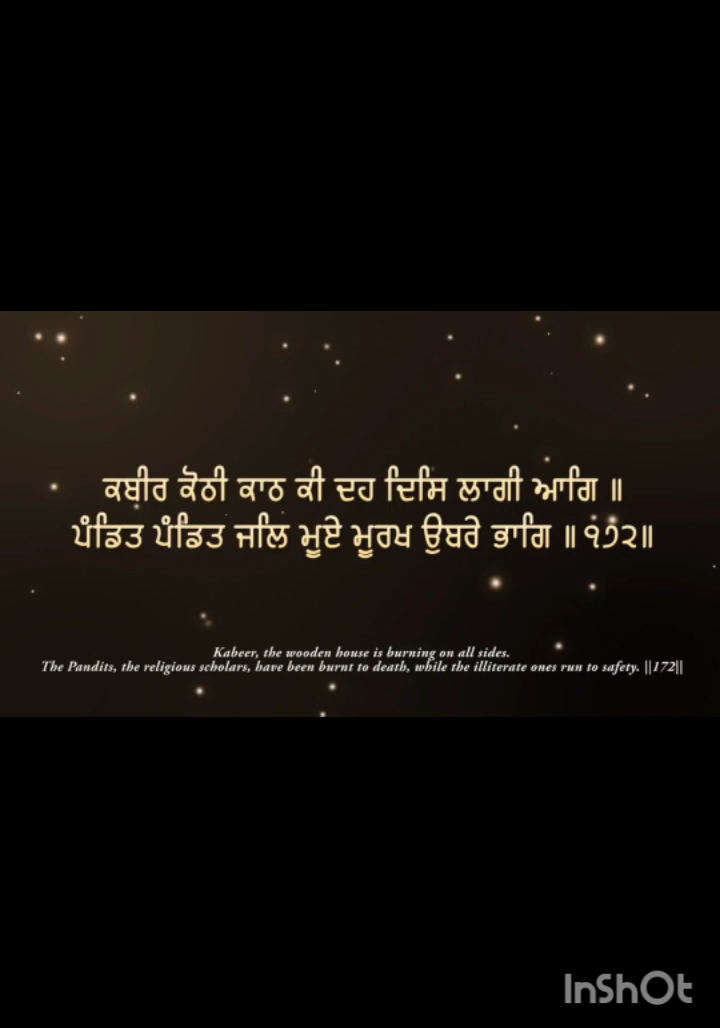 ਕਬੀਰ ਕੋਠੀ ਕਾਠ ਕੀ ਦਹ ਦਿਸਿ ਲਾਗੀ ਆਗਿ ॥
ਪੰਡਿਤ ਪੰਡਿਤ ਜਲਿ ਮੂਏ ਮੂਰਖ ਉਬਰੇ ਭਾਗਿ ॥੧੭੨॥
Kabeer, the wooden house is burning on all sides.
The Pandits, the religious scholars, have been burnt to death, while the illiterate ones run to safety. ||172||
InShOt